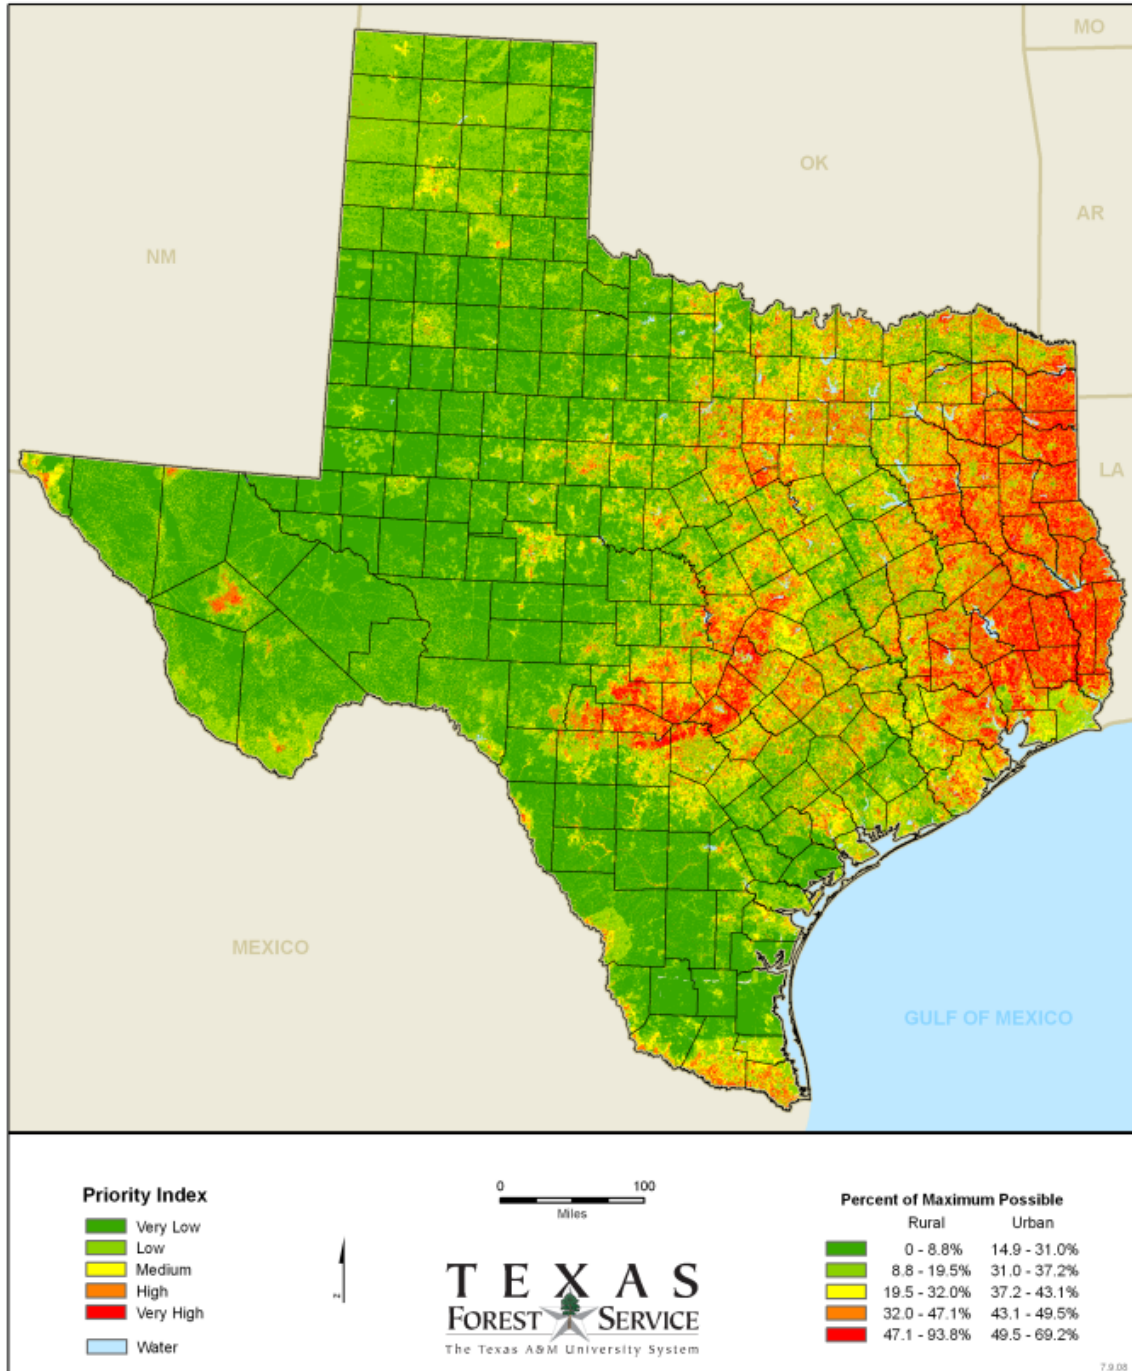 MO
OK
AR
NM
LA
MEXICO
GULF OF MEXICO
Priority Index
Very Low
Low
Medium
High
Very High
Water
0 100
Miles
N
TEXAS
FOREST SERVICE
The Texas A&M University System
Percent of Maximum Possible
Rural Urban
0 - 8.8% 14.9 - 31.0%
8.8 - 19.5% 31.0 - 37.2%
19.5 - 32.0% 37.2 - 43.1%
32.0 - 47.1% 43.1 - 49.5%
47.1 - 93.8% 49.5 - 69.2%
7.9.08